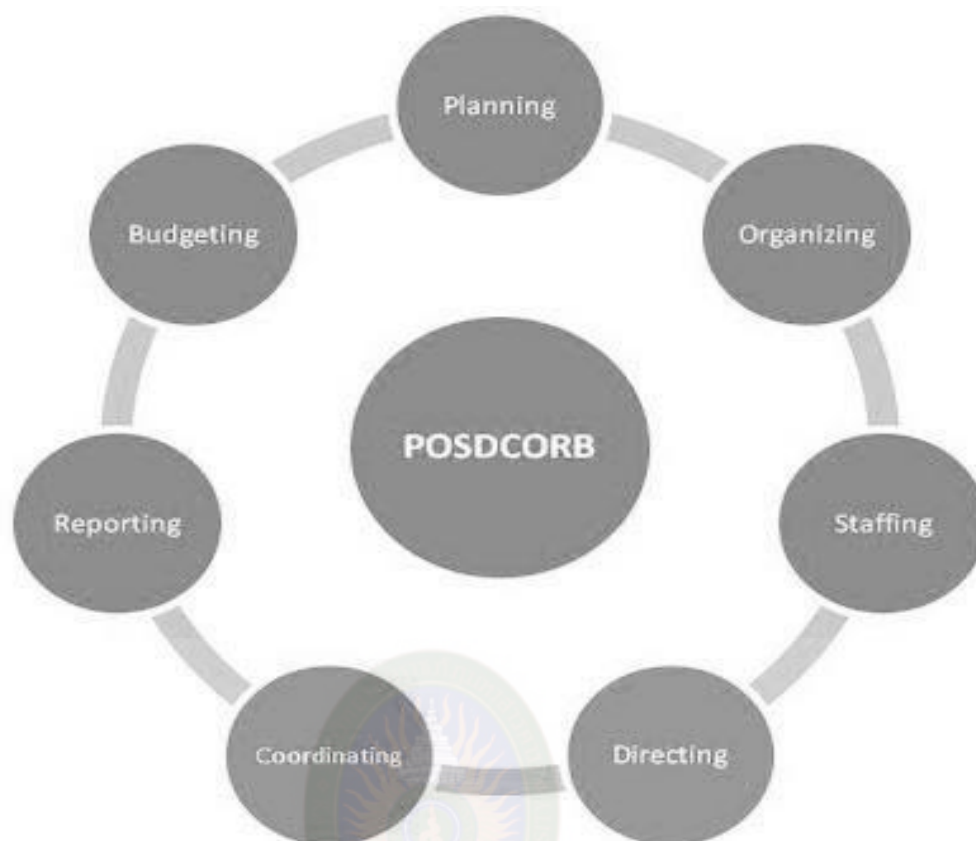 Planning
Organizing
Staffing
Directing
Coordinating
Reporting
Budgeting
POSDCORB